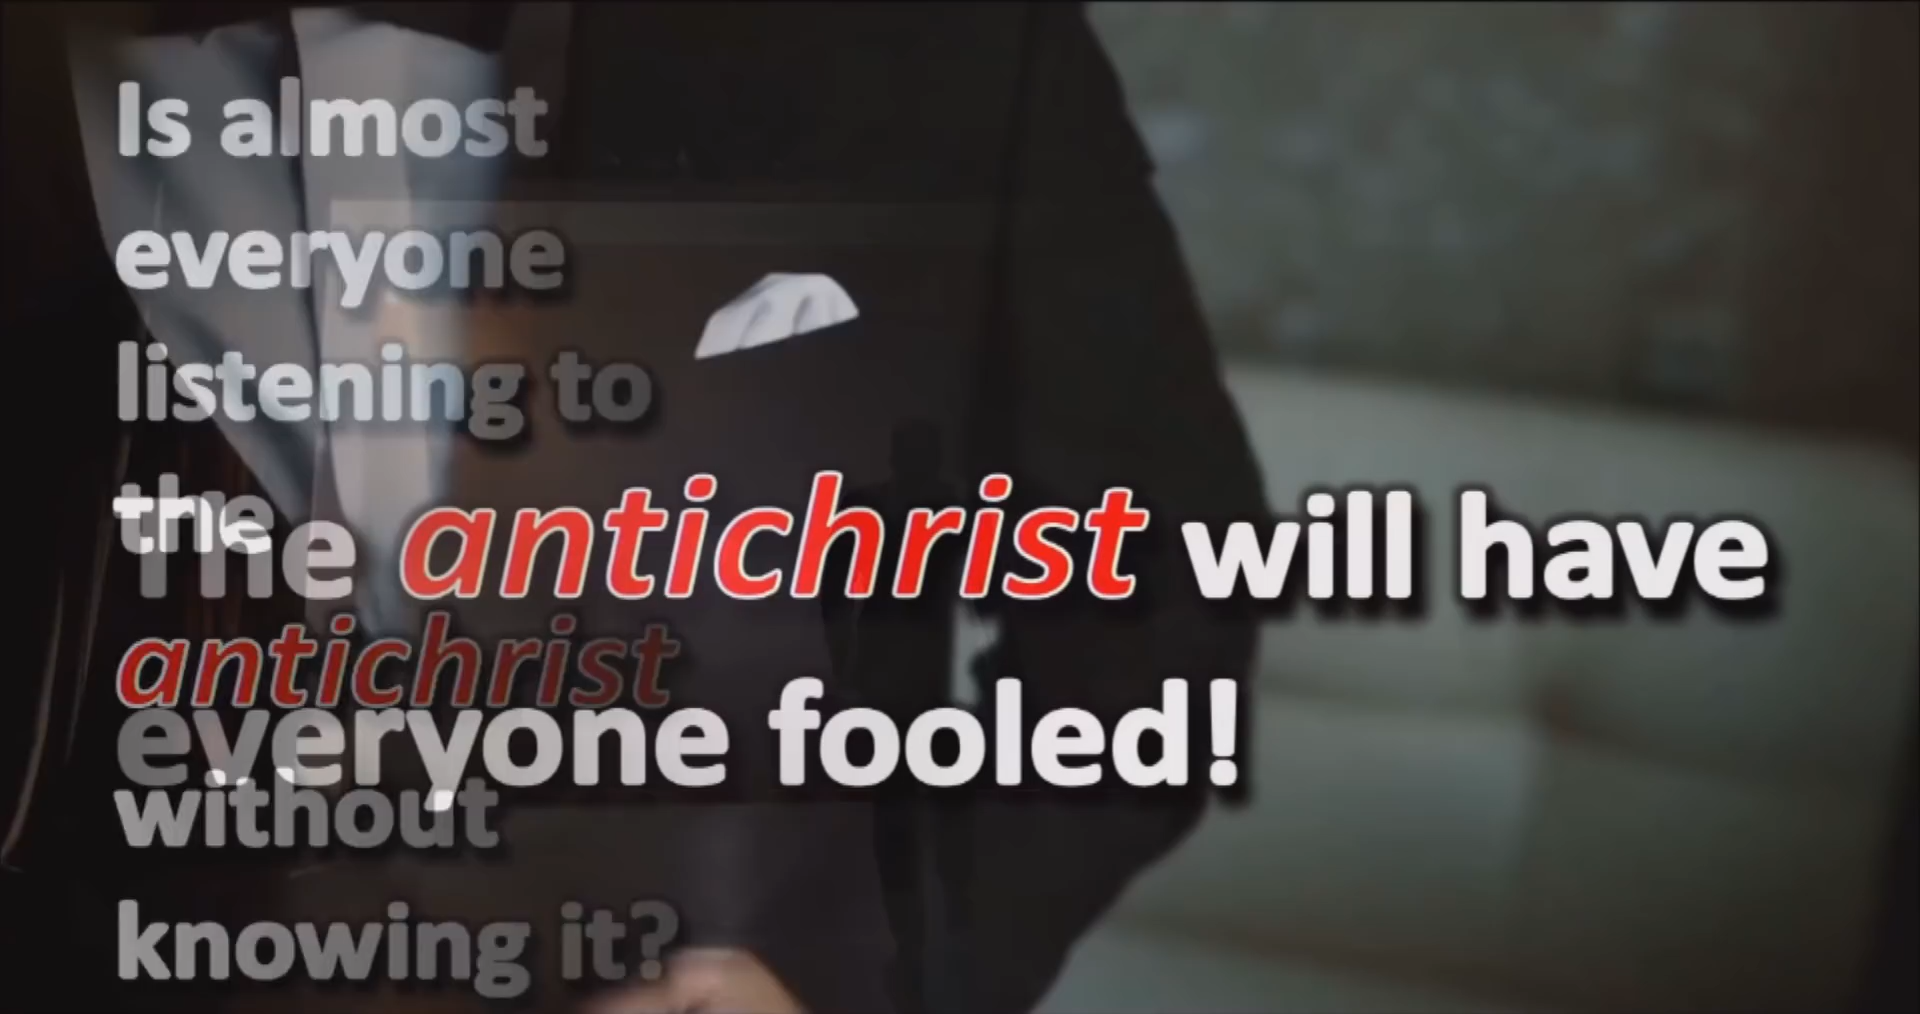 Is almost
everyone
listening to
the
antichrist
without
knowing it?
The antichrist will have
everyone fooled!